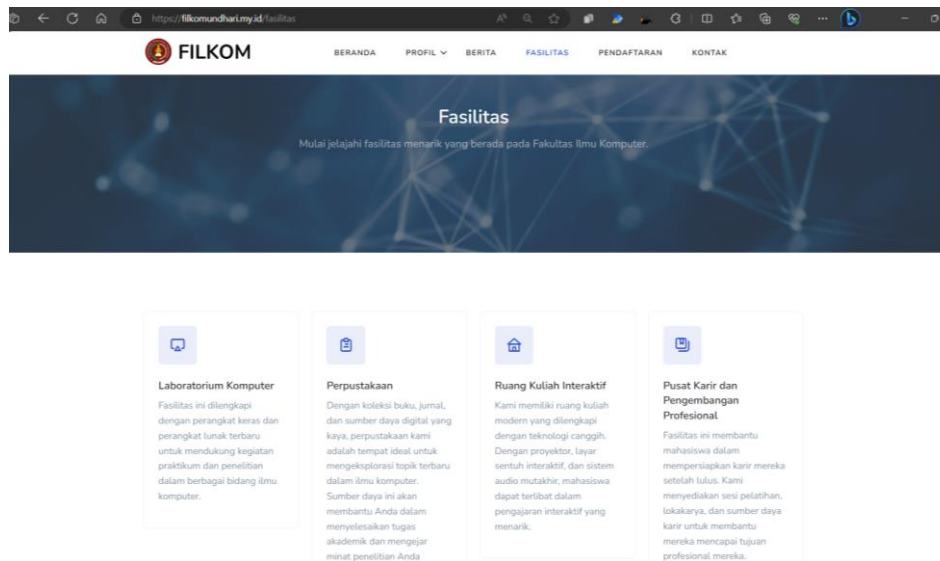 https://filkomundhari.my.id/fasilitas
FILKOM
BERANDA
PROFIL
BERITA
FASILITAS
PENDAFTARAN
KONTAK
Fasilitas
Mulai jelajahi fasilitas menarik yang berada pada Fakultas Ilmu Komputer.
Laboratorium Komputer
Fasilitas ini dilengkapi
dengan perangkat keras dan
perangkat lunak terbaru
untuk mendukung kegiatan
praktikum dan penelitian
dalam berbagai bidang ilmu
komputer.
Perpustakaan
Dengan koleksi buku, jurnal,
dan sumber daya digital yang
kaya, perpustakaan kami
adalah tempat ideal untuk
mengeksplorasi topik terbaru
dalam ilmu komputer.
Sumber daya ini akan
membantu Anda dalam
menyelesaikan tugas
akademik dan mengejar
minat penelitian Anda
Ruang Kuliah Interaktif
Kami memiliki ruang kuliah
modern yang dilengkapi
dengan teknologi canggih.
Dengan proyektor, layar
sentuh interaktif, dan sistem
audio mutakhir, mahasiswa
dapat terlibat dalam
pengajaran interaktif yang
menarik.
Pusat Karir dan
Pengembangan
Profesional
Fasilitas ini membantu
mahasiswa dalam
mempersiapkan karir mereka
setelah lulus. Kami
menyediakan sesi pelatihan,
lokakarya, dan sumber daya
karir untuk membantu
mereka mencapai tujuan
profesional mereka.